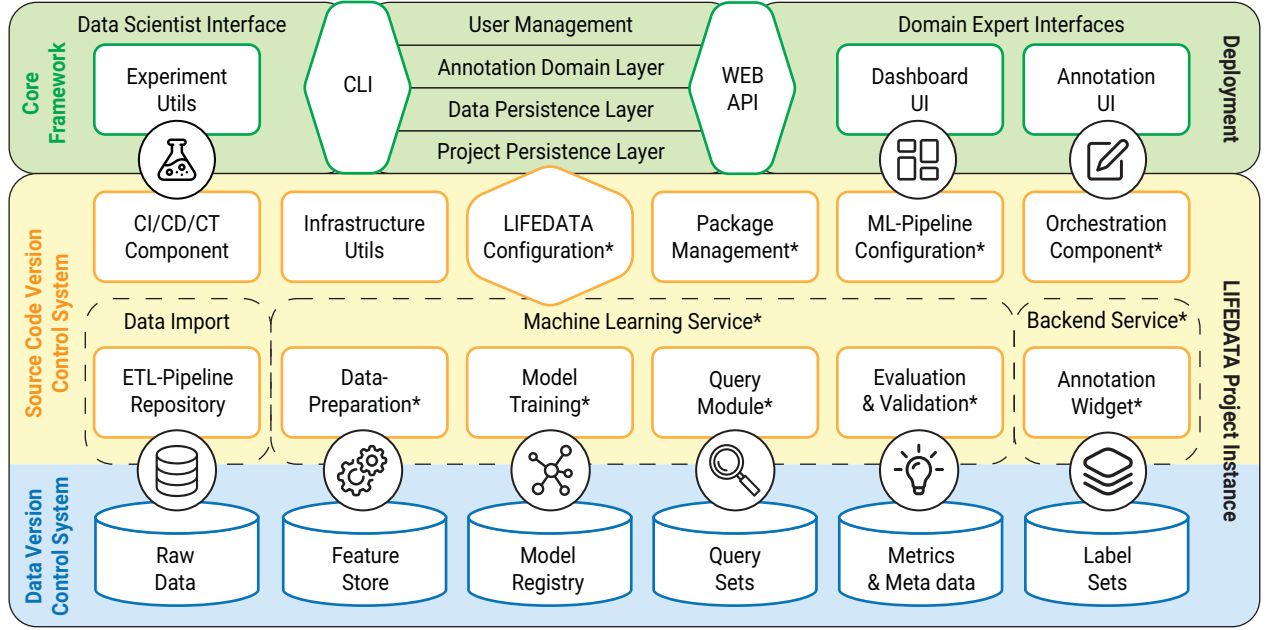 Data Scientist Interface
User Management
Domain Expert Interfaces
Core
Framework
Experiment
Utils
CLI
Annotation Domain Layer
Data Persistence Layer
Project Persistence Layer
WEB
API
Dashboard
UI
Annotation
UI
Deployment
Source Code Version
Control System
CI/CD/CT
Component
Infrastructure
Utils
LIFEDATA
Configuration*
Package
Management*
ML-Pipeline
Configuration*
Orchestration
Component*
LIFEDATA Project Instance
Data Import
Machine Learning Service*
Backend Service*
ETL-Pipeline
Repository
Data-
Preparation*
Model
Training*
Query
Module*
Evaluation
& Validation*
Annotation
Widget*
Data Version
Control System
Raw
Data
Feature
Store
Model
Registry
Query
Sets
Metrics
& Meta data
Label
Sets